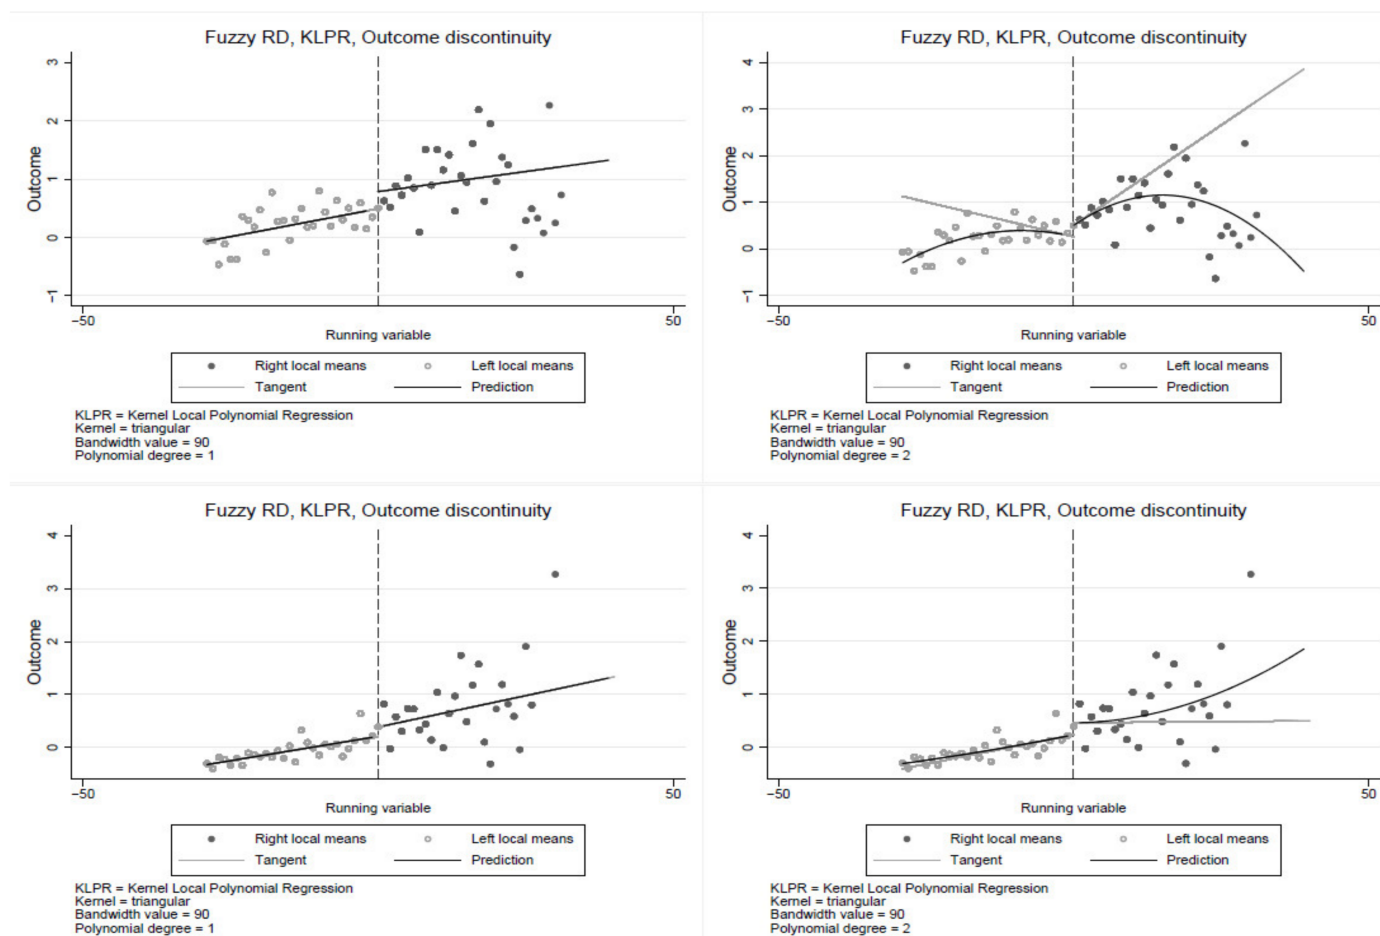 Fuzzy RD, KLPR, Outcome discontinuity
3
2
1
0
−1
Outcome
−50
50
Running variable
Right local means
Left local means
Tangent
Prediction
KLPR = Kernel Local Polynomial Regression
Kernel = triangular
Bandwidth value = 90
Polynomial degree = 1
Fuzzy RD, KLPR, Outcome discontinuity
4
3
2
1
0
−1
Outcome
−50
50
Running variable
Right local means
Left local means
Tangent
Prediction
KLPR = Kernel Local Polynomial Regression
Kernel = triangular
Bandwidth value = 90
Polynomial degree = 2
Fuzzy RD, KLPR, Outcome discontinuity
4
3
2
1
0
Outcome
−50
50
Running variable
Right local means
Left local means
Tangent
Prediction
KLPR = Kernel Local Polynomial Regression
Kernel = triangular
Bandwidth value = 90
Polynomial degree = 1
Fuzzy RD, KLPR, Outcome discontinuity
4
3
2
1
0
Outcome
−50
50
Running variable
Right local means
Left local means
Tangent
Prediction
KLPR = Kernel Local Polynomial Regression
Kernel = triangular
Bandwidth value = 90
Polynomial degree = 2